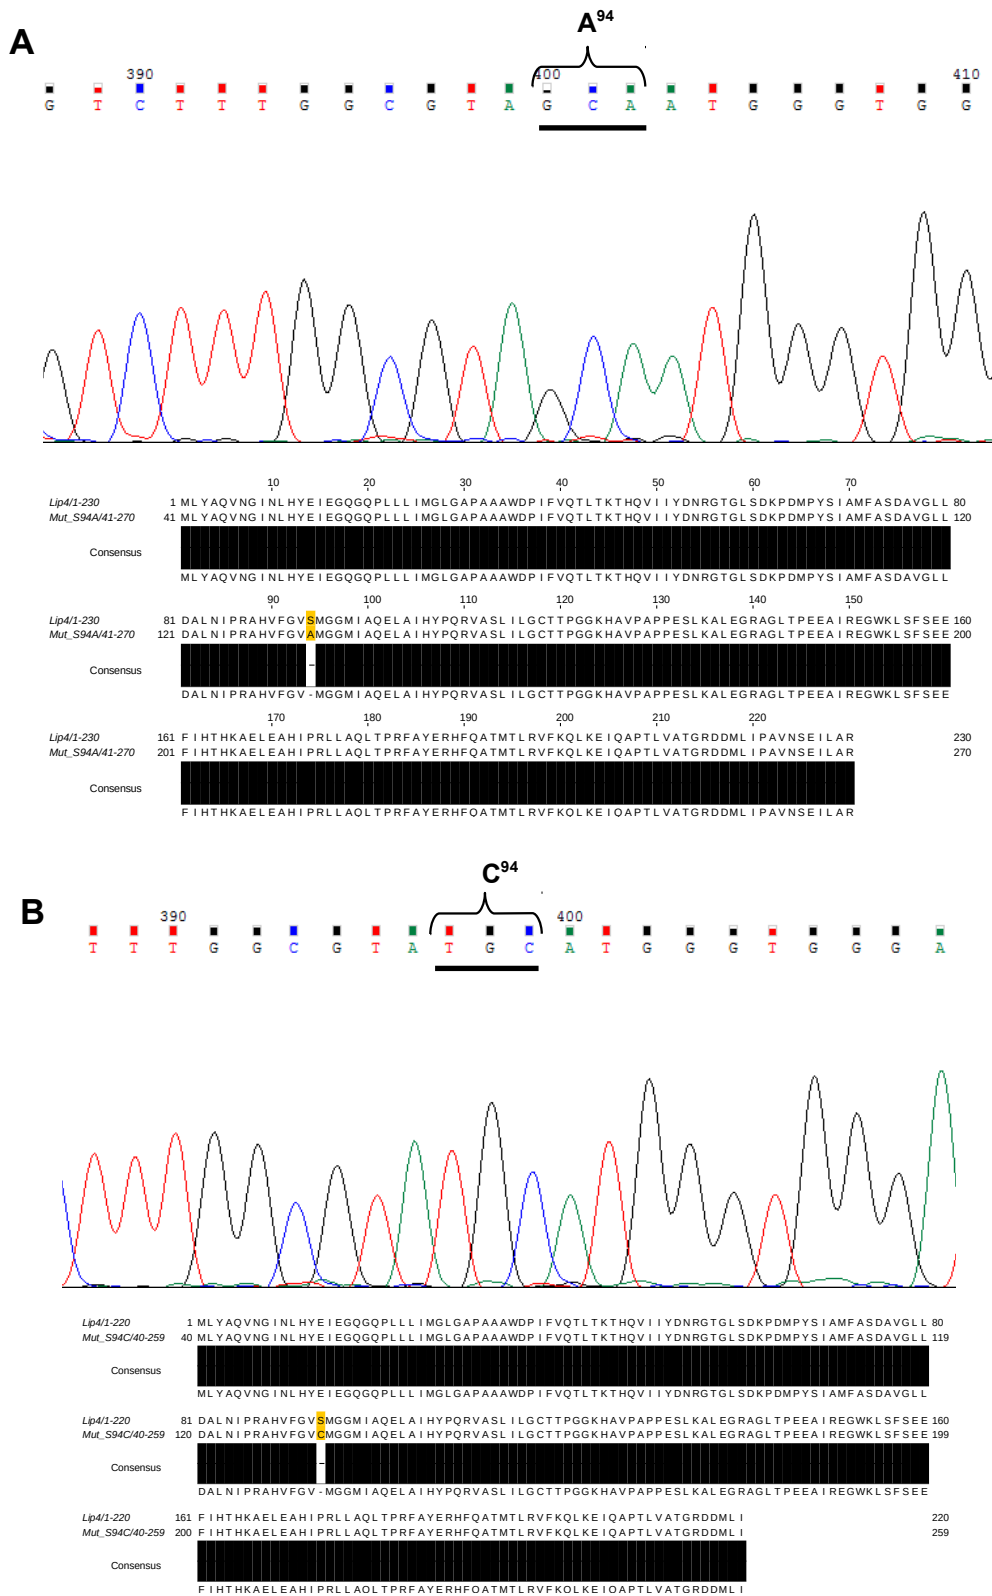 A
A94
390 400 410
G T C T T T G G C G T A G C A A T G G G T G G
10 20 30 40 50 60 70
Lip4/1-230 1 MLYAQVNGINLHYEIEGQGQPLLLIMGLGAPAAAWDPIFVQTLTKTHQVIIYDNRGTGLSDKPDMPYSIAMFASDAVGLL 80
Mut_S94A/41-270 41 MLYAQVNGINLHYEIEGQGQPLLLIMGLGAPAAAWDPIFVQTLTKTHQVIIYDNRGTGLSDKPDMPYSIAMFASDAVGLL 120
Consensus
MLYAQVNGINLHYEIEGQGQPLLLIMGLGAPAAAWDPIFVQTLTKTHQVIIYDNRGTGLSDKPDMPYSIAMFASDAVGLL
90 100 110 120 130 140 150
Lip4/1-230 81 DALNIPRAHVFGVSMGGMIAQELAIHYPQRVASLILGCTTPGGKHAVPAPPESLKALEGRAGLTPEEAIREGWKLSFSEE 160
Mut_S94A/41-270 121 DALNIPRAHVFGVAMGGMIAQELAIHYPQRVASLILGCTTPGGKHAVPAPPESLKALEGRAGLTPEEAIREGWKLSFSEE 200
Consensus
DALNIPRAHVFGV-MGGMIAQELAIHYPQRVASLILGCTTPGGKHAVPAPPESLKALEGRAGLTPEEAIREGWKLSFSEE
170 180 190 200 210 220
Lip4/1-230 161 FIHTHKAELEAHIPRLLAQLTPRFAYERHFQATMTLRVFKQLKEIQAPTLVATGRDDMLIPAVNSEILAR 230
Mut_S94A/41-270 201 FIHTHKAELEAHIPRLLAQLTPRFAYERHFQATMTLRVFKQLKEIQAPTLVATGRDDMLIPAVNSEILAR 270
Consensus
FIHTHKAELEAHIPRLLAQLTPRFAYERHFQATMTLRVFKQLKEIQAPTLVATGRDDMLIPAVNSEILAR
C94
B
390 400
T T T G G C G T A T G C A T G G G T G G G A
Lip4/1-220 1 MLYAQVNGINLHYEIEGQGQPLLLIMGLGAPAAAWDPIFVQTLTKTHQVIIYDNRGTGLSDKPDMPYSIAMFASDAVGLL 80
Mut_S94C/40-259 40 MLYAQVNGINLHYEIEGQGQPLLLIMGLGAPAAAWDPIFVQTLTKTHQVIIYDNRGTGLSDKPDMPYSIAMFASDAVGLL 119
Consensus
MLYAQVNGINLHYEIEGQGQPLLLIMGLGAPAAAWDPIFVQTLTKTHQVIIYDNRGTGLSDKPDMPYSIAMFASDAVGLL
Lip4/1-220 81 DALNIPRAHVFGVSMGGMIAQELAIHYPQRVASLILGCTTPGGKHAVPAPPESLKALEGRAGLTPEEAIREGWKLSFSEE 160
Mut_S94C/40-259 120 DALNIPRAHVFGVCMGGMIAQELAIHYPQRVASLILGCTTPGGKHAVPAPPESLKALEGRAGLTPEEAIREGWKLSFSEE 199
Consensus
DALNIPRAHVFGV-MGGMIAQELAIHYPQRVASLILGCTTPGGKHAVPAPPESLKALEGRAGLTPEEAIREGWKLSFSEE
Lip4/1-220 161 FIHTHKAELEAHIPRLLAQLTPRFAYERHFQATMTLRVFKQLKEIQAPTLVATGRDDMLI 220
Mut_S94C/40-259 200 FIHTHKAELEAHIPRLLAQLTPRFAYERHFQATMTLRVFKQLKEIQAPTLVATGRDDMLI 259
Consensus
FIHTHKAELEAHIPRLLAQLTPRFAYERHFQATMTLRVFKQLKEIQAPTLVATGRDDMLI